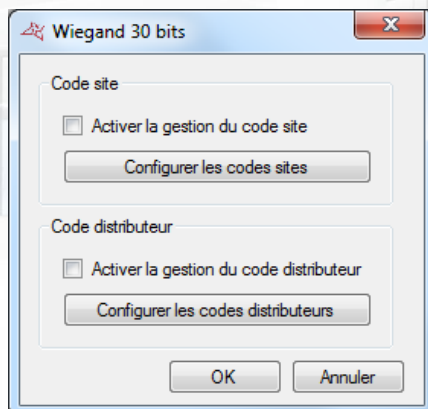 Wiegand 30 bits
Code site
Activer la gestion du code site
Configurer les codes sites
Code distributeur
Activer la gestion du code distributeur
Configurer les codes distributeurs
OK Annuler